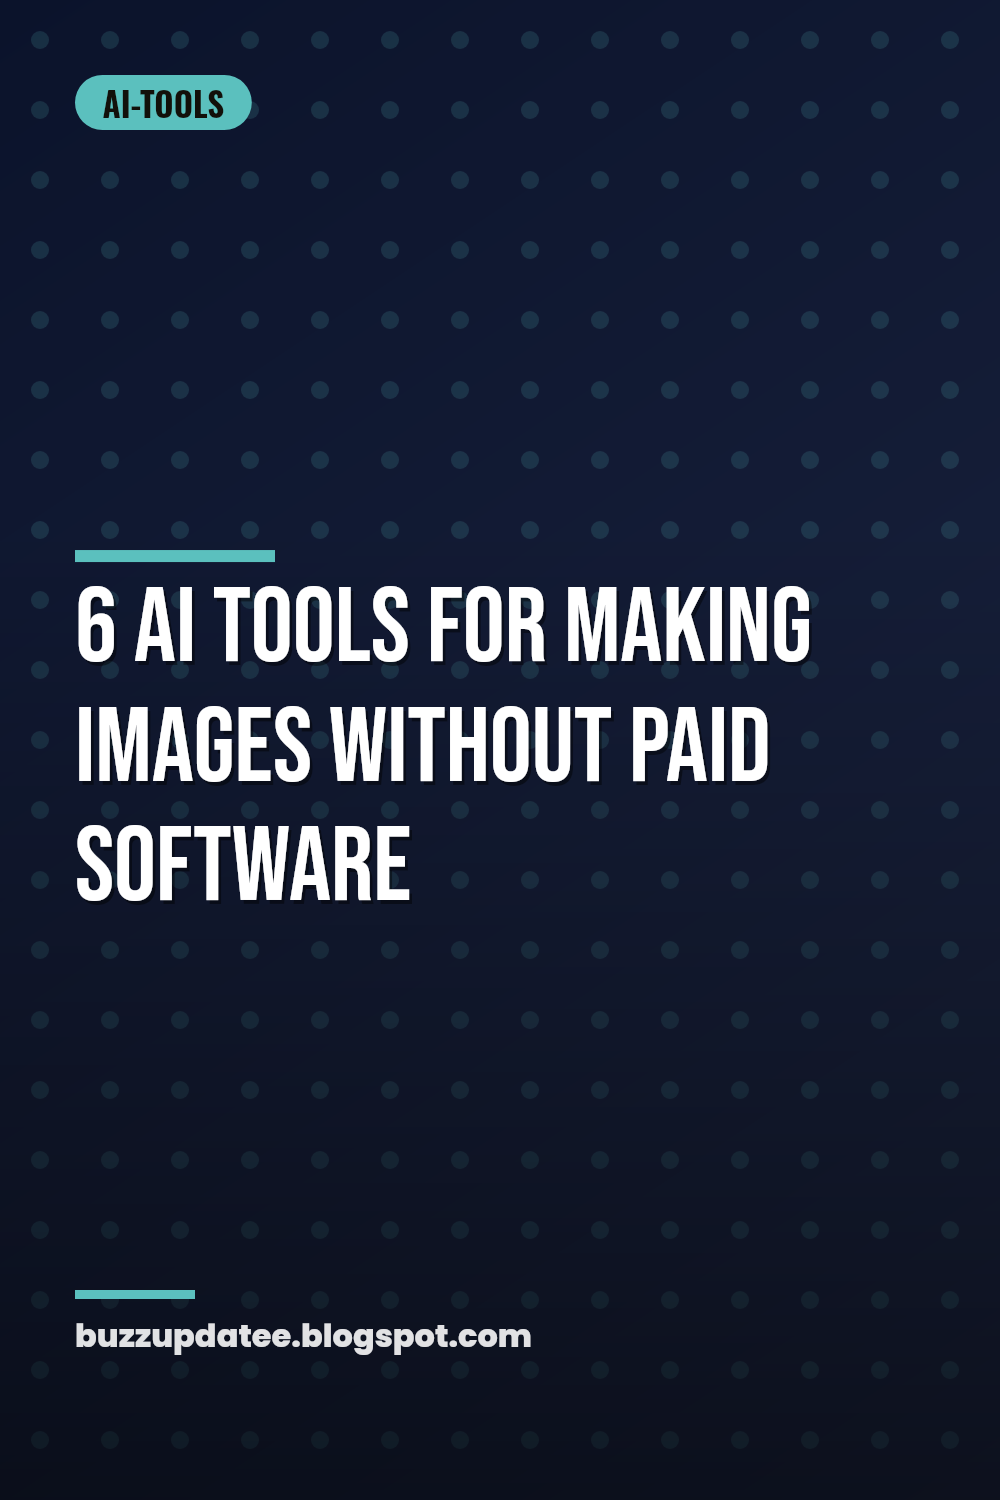 AI-TOOLS
6 AI TOOLS FOR MAKING
IMAGES WITHOUT PAID
SOFTWARE
buzzupdatee.blogspot.com